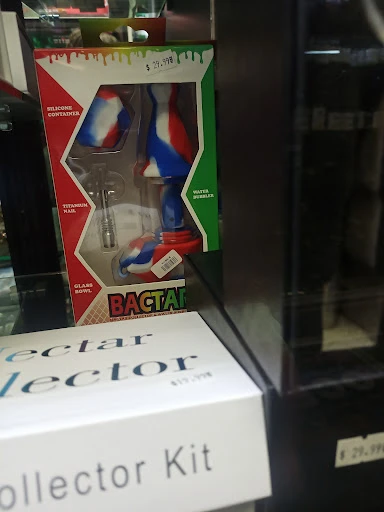 $ 29.99
SILICONE
CONTAINER
TITANIUM
NAIL
WATER
BUBBLER
GLASS
BOWL
BACTAR
ectar
lector
$19.99
ollector Kit
$ 29.99